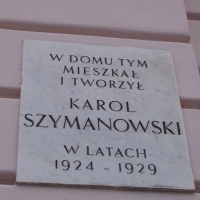 W DOMU TYM
MIESZKAŁ
I TWORZYŁ
KAROL
SZYMANOWSKI
W LATACH
1924 - 1929